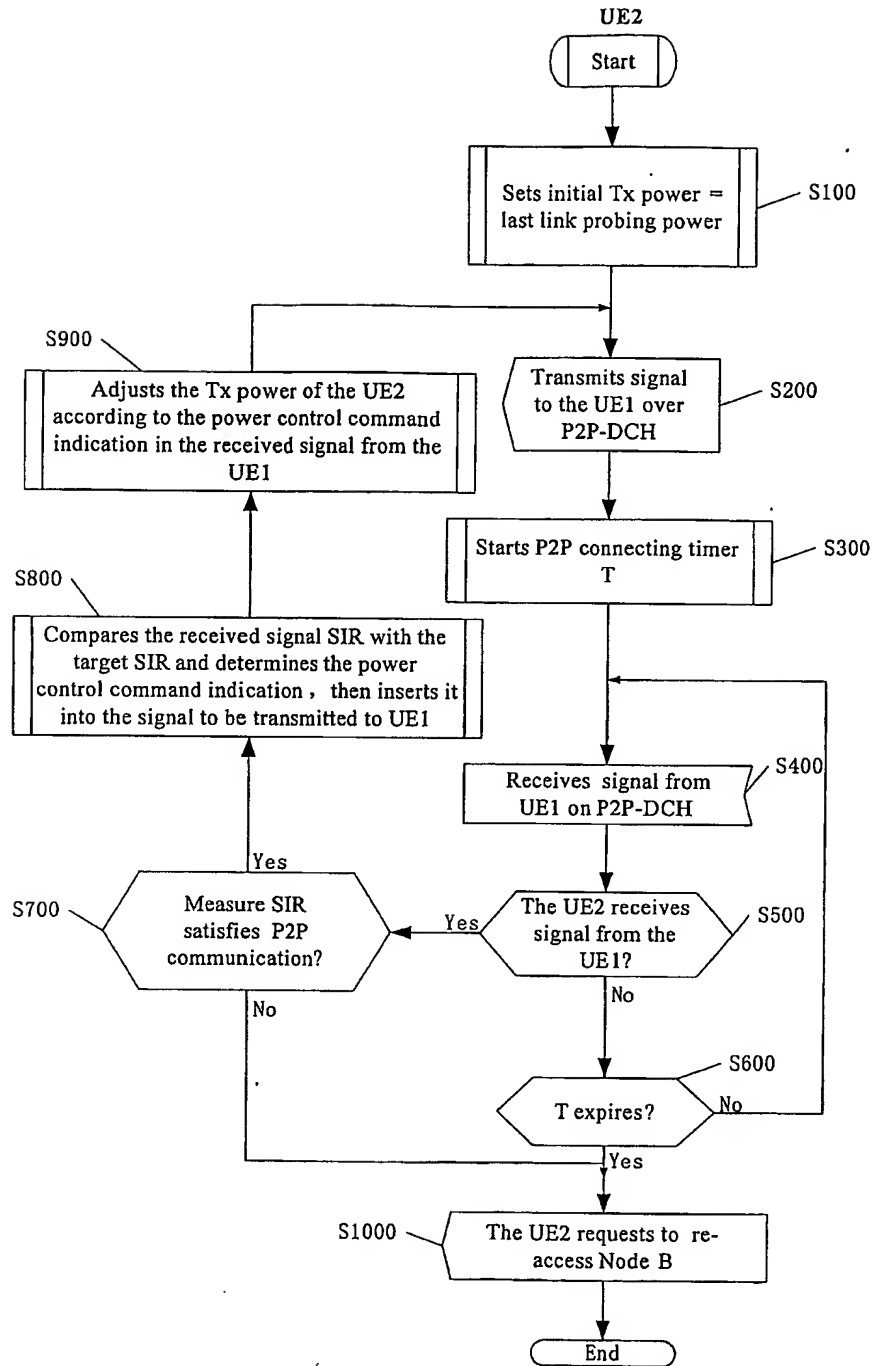 UE2
Start
Sets initial Tx power =
last link probing power
S100
S900
Adjusts the Tx power of the UE2
according to the power control command
indication in the received signal from the
UE1
Transmits signal
to the UE1 over
P2P-DCH
S200
Starts P2P connecting timer
T
S300
S800
Compares the received signal SIR with the
target SIR and determines the power
control command indication , then inserts it
into the signal to be transmitted to UE1
Receives signal from
UE1 on P2P-DCH
S400
Yes
S700
Measure SIR
satisfies P2P
communication?
Yes
The UE2 receives
signal from the
UE1?
S500
No
No
S600
T expires?
No
Yes
S1000
The UE2 requests to re-
access Node B
End